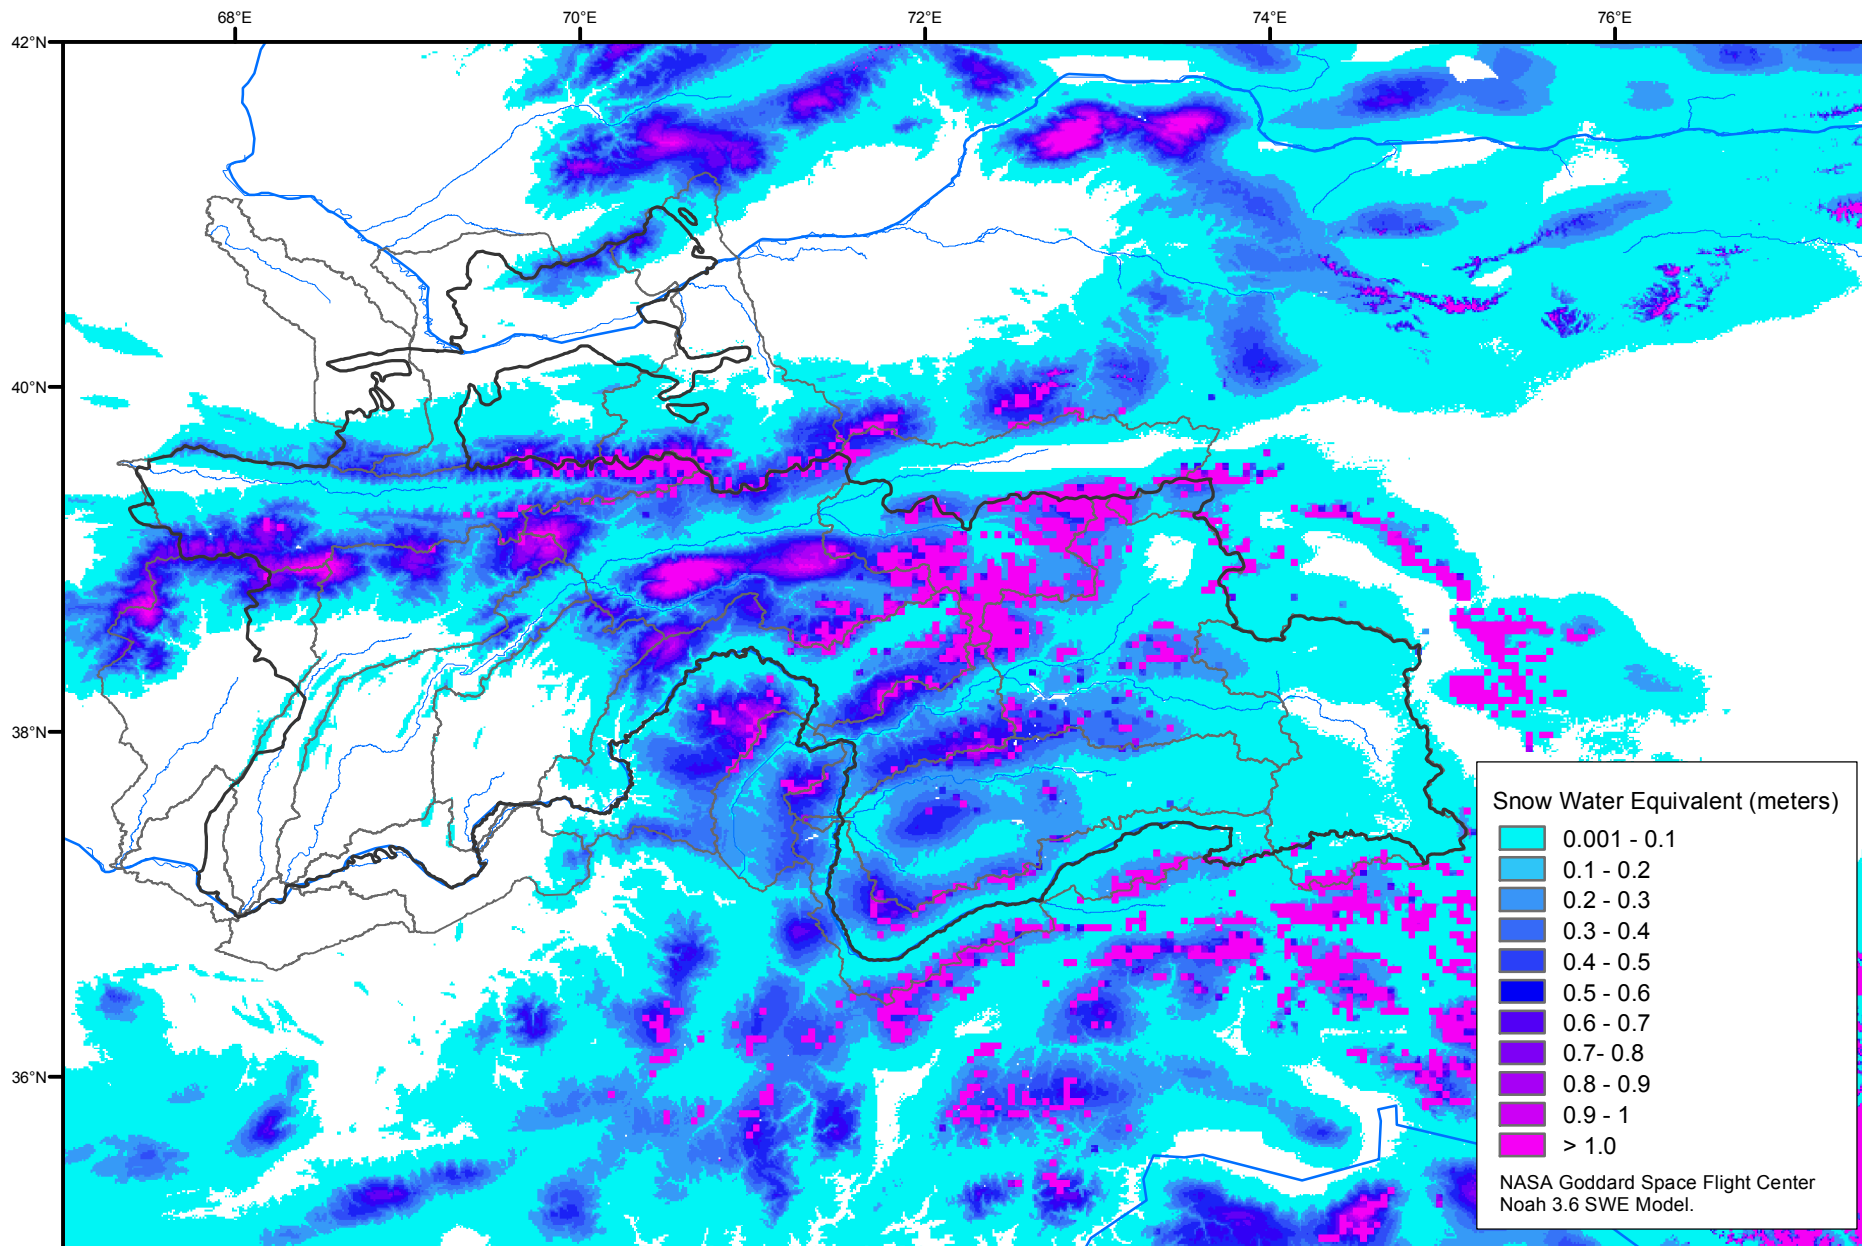 68°E
70°E
72°E
74°E
76°E
42°N
40°N
38°N
36°N
Snow Water Equivalent (meters)
0.001 - 0.1
0.1 - 0.2
0.2 - 0.3
0.3 - 0.4
0.4 - 0.5
0.5 - 0.6
0.6 - 0.7
0.7- 0.8
0.8 - 0.9
0.9 - 1
> 1.0
NASA Goddard Space Flight Center
Noah 3.6 SWE Model.